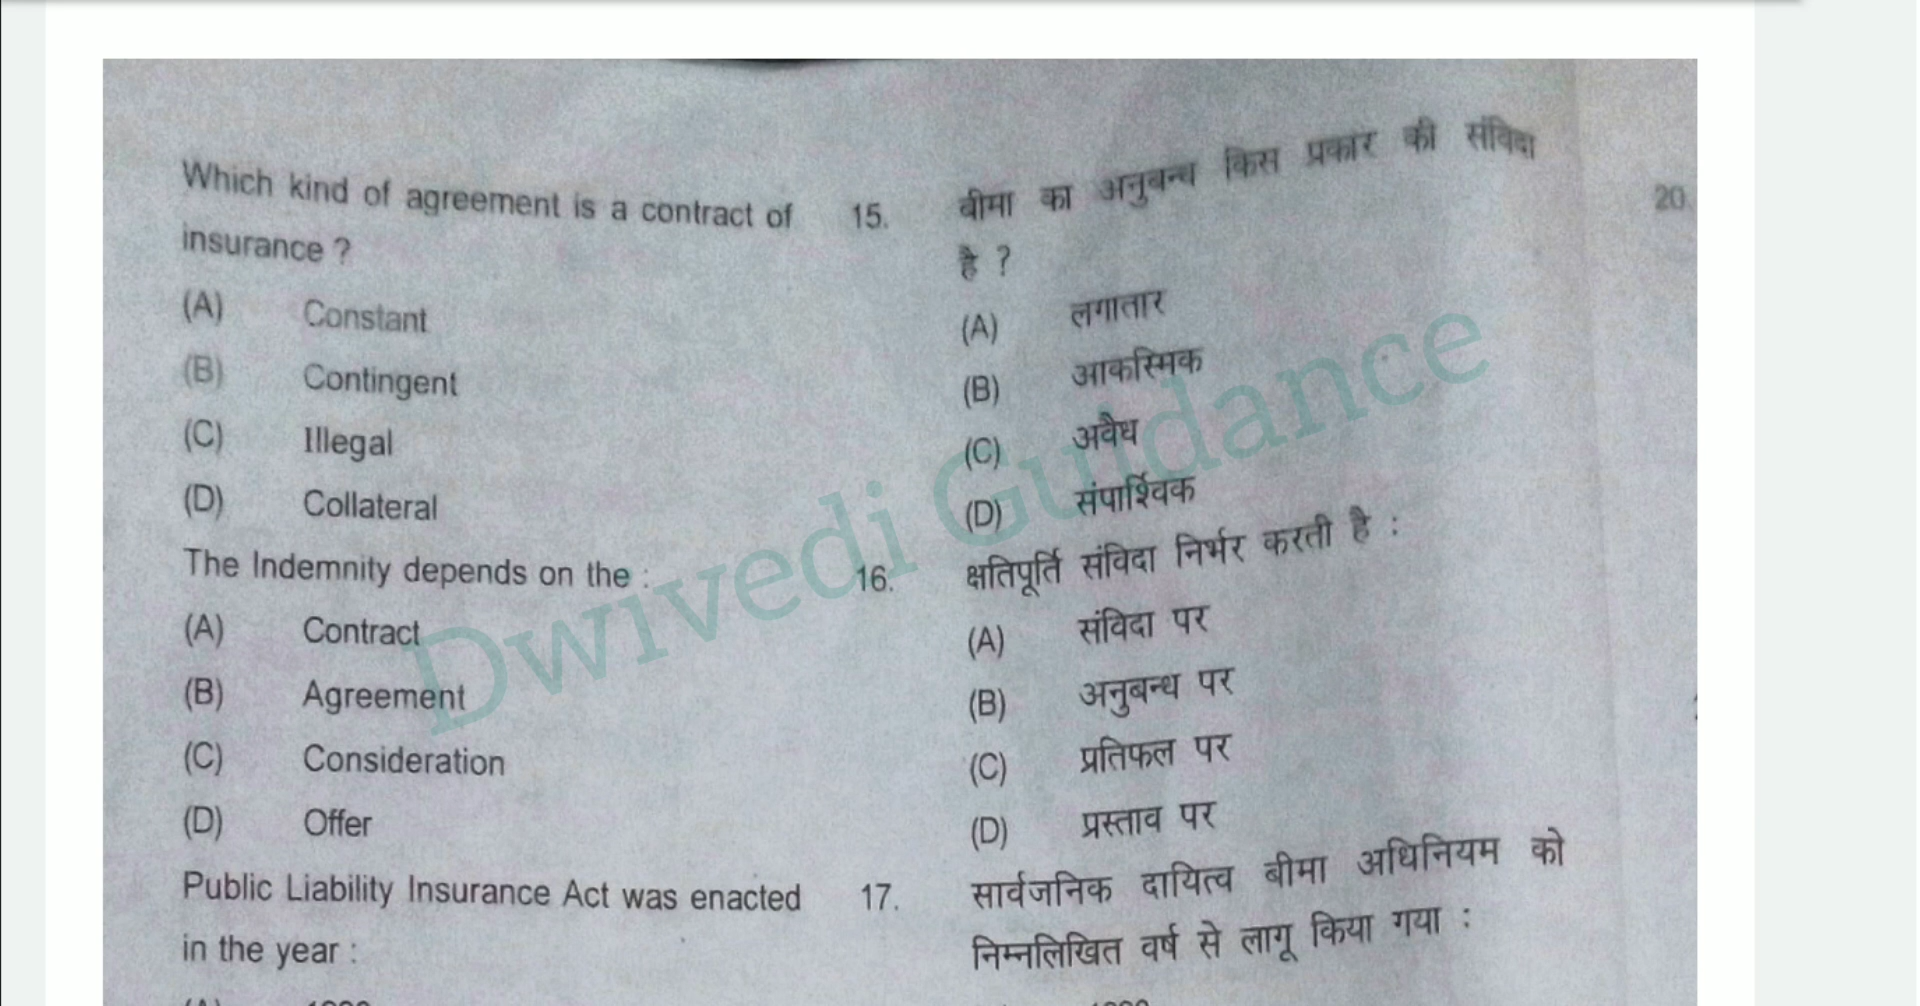 Which kind of agreement is a contract of
insurance ?
(A) Constant
(B) Contingent
(C) Illegal
(D) Collateral
The Indemnity depends on the :
(A) Contract
(B) Agreement
(C) Consideration
(D) Offer
Public Liability Insurance Act was enacted
in the year :
15. बीमा का अनुबन्ध किस प्रकार की संविदा
है ?
(A) लगातार
(B) आकस्मिक
(C) अवैध
(D) संपार्श्विक
16. क्षतिपूर्ति संविदा निर्भर करती है :
(A) संविदा पर
(B) अनुबन्ध पर
(C) प्रतिफल पर
(D) प्रस्ताव पर
17. सार्वजनिक दायित्व बीमा अधिनियम को
निम्नलिखित वर्ष से लागू किया गया :
20.
Dwivedi Guidance